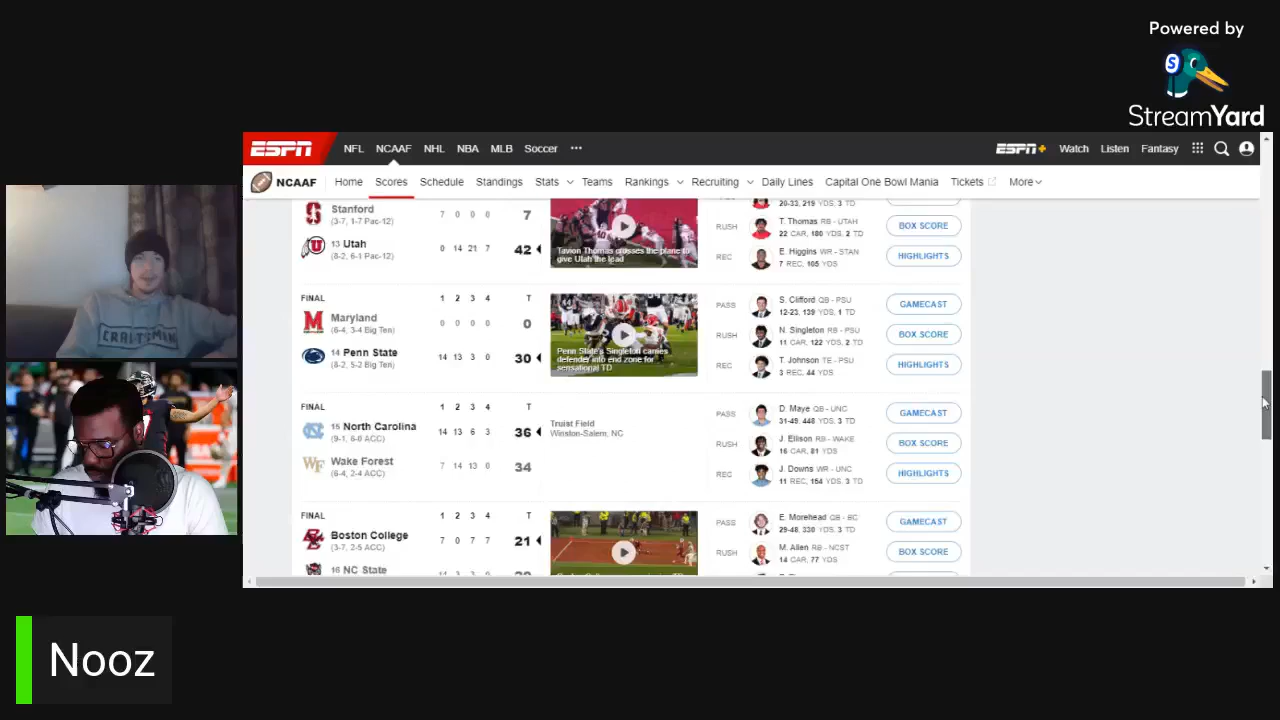 Powered by
StreamYard
ESPN NFL NCAAF NHL NBA MLB Soccer ··· ESPN+ Watch Listen Fantasy
NCAAF Home Scores Schedule Standings Stats Teams Rankings Recruiting Daily Lines Capital One Bowl Mania Tickets More
Stanford 7 0 0 0 7
(3-7, 1-7 Pac-12)
13 Utah 0 14 21 7 42
(8-2, 6-1 Pac-12)
Tavion Thomas crosses the plane to
give Utah the lead
20-33, 219 YDS, 3 TD
RUSH T. Thomas RB - UTAH
22 CAR, 180 YDS, 2 TD
REC E. Higgins WR - STAN
7 REC, 105 YDS
BOX SCORE
HIGHLIGHTS
FINAL 1 2 3 4 T
Maryland 0 0 0 0 0
(6-4, 3-4 Big Ten)
14 Penn State 14 13 3 0 30
(8-2, 5-2 Big Ten)
Penn State's Singleton carries
defender into end zone for
sensational TD
PASS S. Clifford QB - PSU
12-23, 139 YDS, 1 TD
RUSH N. Singleton RB - PSU
11 CAR, 122 YDS, 2 TD
REC T. Johnson TE - PSU
3 REC, 44 YDS
GAMECAST
BOX SCORE
HIGHLIGHTS
FINAL 1 2 3 4 T
15 North Carolina 14 13 6 3 36
(9-1, 6-0 ACC)
Wake Forest 7 14 13 0 34
(6-4, 2-4 ACC)
Truist Field
Winston-Salem, NC
PASS D. Maye QB - UNC
31-49, 448 YDS, 3 TD
RUSH J. Ellison RB - WAKE
16 CAR, 81 YDS
REC J. Downs WR - UNC
11 REC, 154 YDS, 3 TD
GAMECAST
BOX SCORE
HIGHLIGHTS
FINAL 1 2 3 4 T
Boston College 7 0 7 7 21
(3-7, 2-5 ACC)
16 NC State
PASS E. Morehead QB - BC
29-48, 330 YDS, 3 TD
RUSH M. Allen RB - NCST
14 CAR, 77 YDS
GAMECAST
BOX SCORE
CRAFTSMAN
Nooz